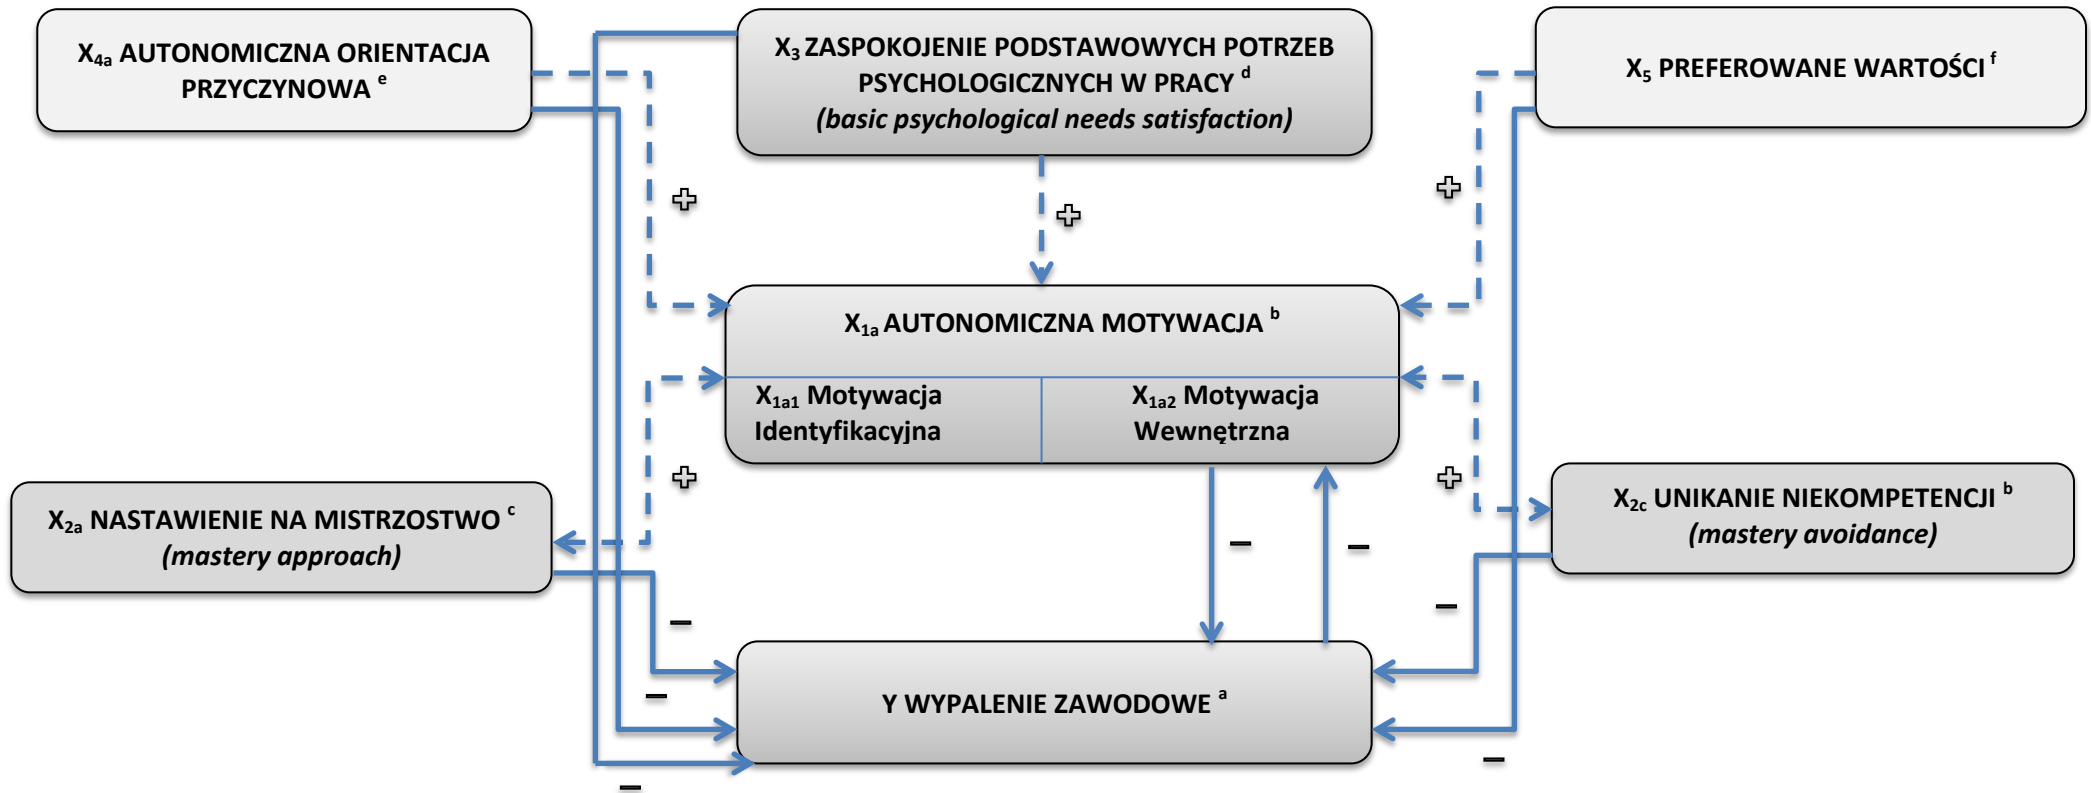 X4a AUTONOMICZNA ORIENTACJA
PRZYCZYNOWA e
X3 ZASPOKOJENIE PODSTAWOWYCH POTRZEB
PSYCHOLOGICZNYCH W PRACY d
(basic psychological needs satisfaction)
X5 PREFEROWANE WARTOŚCI f
X1a AUTONOMICZNA MOTYWACJA b
X1a1 Motywacja
Identyfikacyjna
X1a2 Motywacja
Wewnętrzna
X2a NASTAWIENIE NA MISTRZOSTWO c
(mastery approach)
X2c UNIKANIE NIEKOMPETENCJI b
(mastery avoidance)
Y WYPALENIE ZAWODOWE a